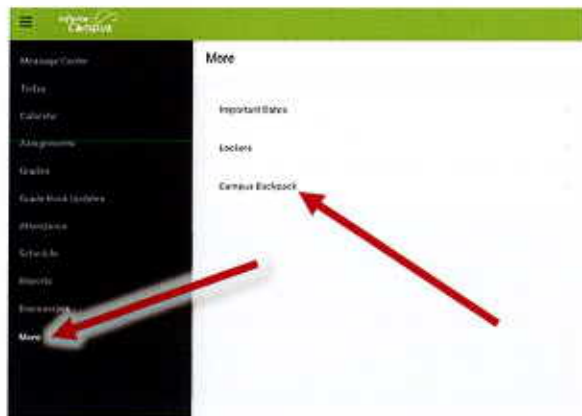 Infinite
Campus
Message Center
Today
Calendar
Assignments
Grades
Grade Book Updates
Attendance
Schedule
Reports
More
More
Important Dates
Lockers
Campus Backpack